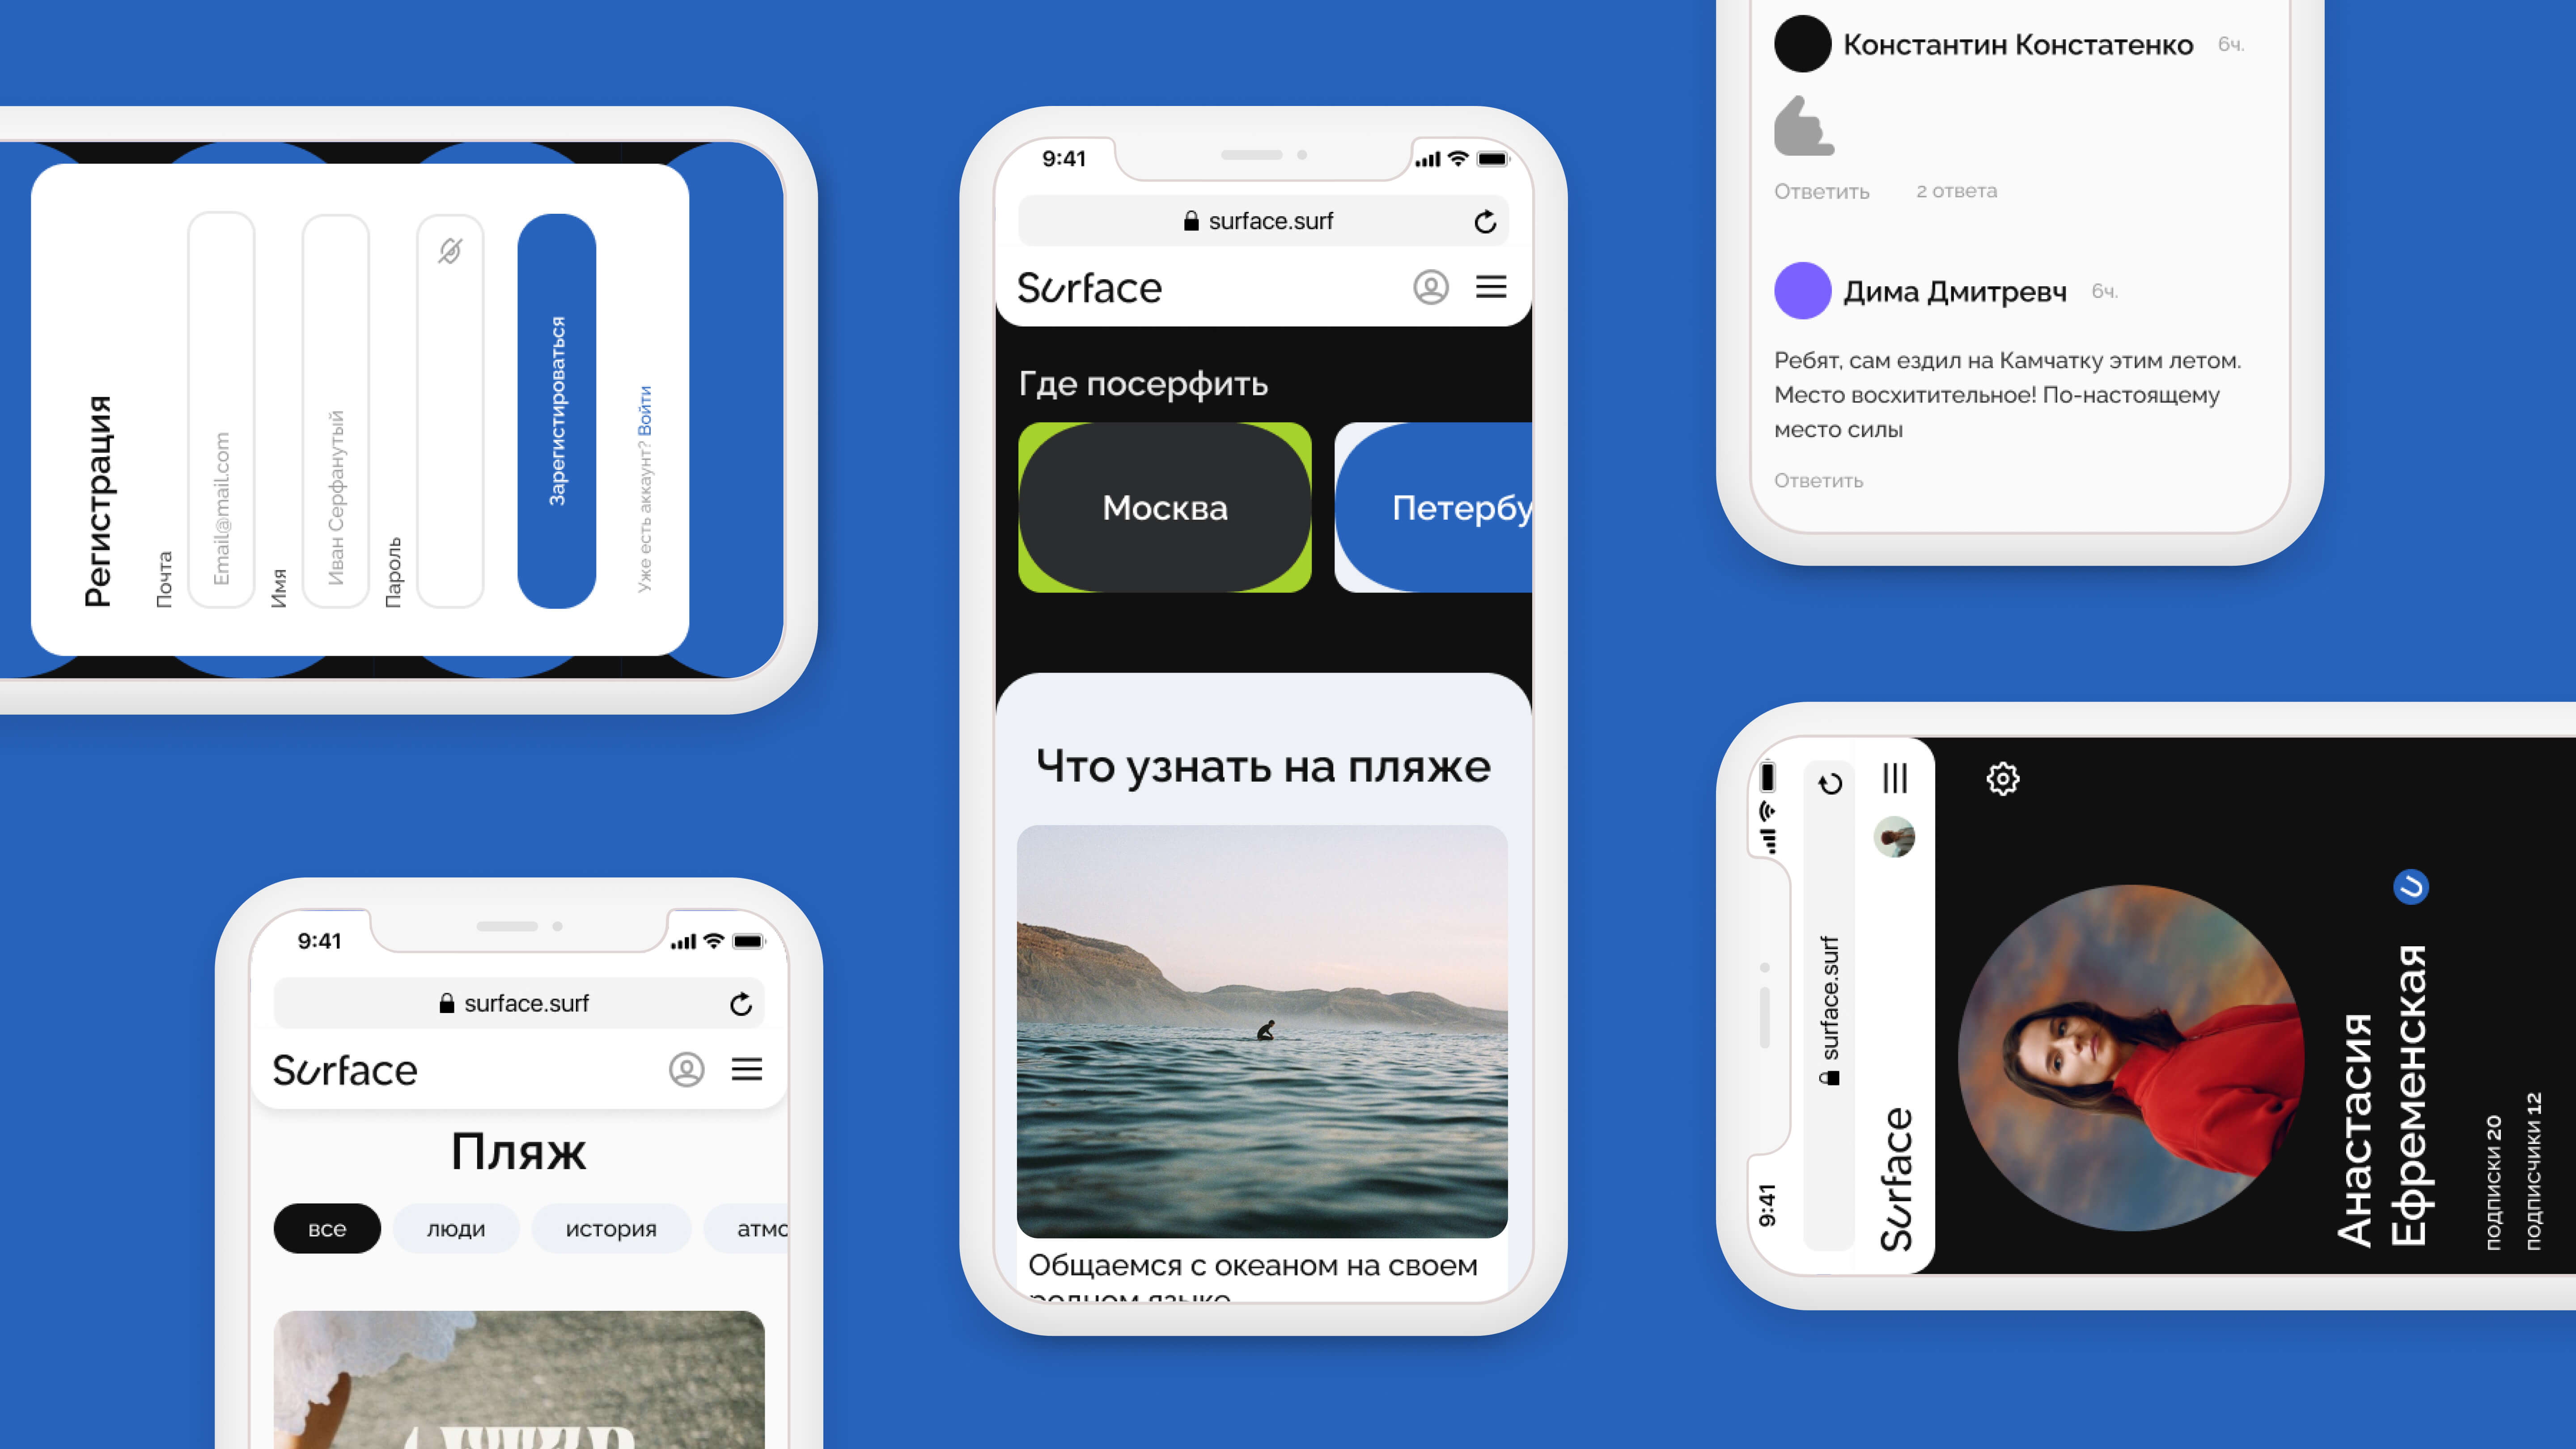 Регистрация
Почта
Email@mail.com
Имя
Иван Серфанутый
Пароль
Зарегистрироваться
Уже есть аккаунт? Войти
9:41
surface.surf
Surface
Пляж
все
люди
история
атмо
9:41
surface.surf
Surface
Где посерфить
Москва
Петербу
Что узнать на пляже
Общаемся с океаном на своем
родном языке
Константин Констатенко 6ч.
Ответить 2 ответа
Дима Дмитревч 6ч.
Ребят, сам ездил на Камчатку этим летом.
Место восхитительное! По-настоящему
место силы
Ответить
9:41
surface.surf
Surface
Анастасия
Ефременская
подписки 20
подписчики 12